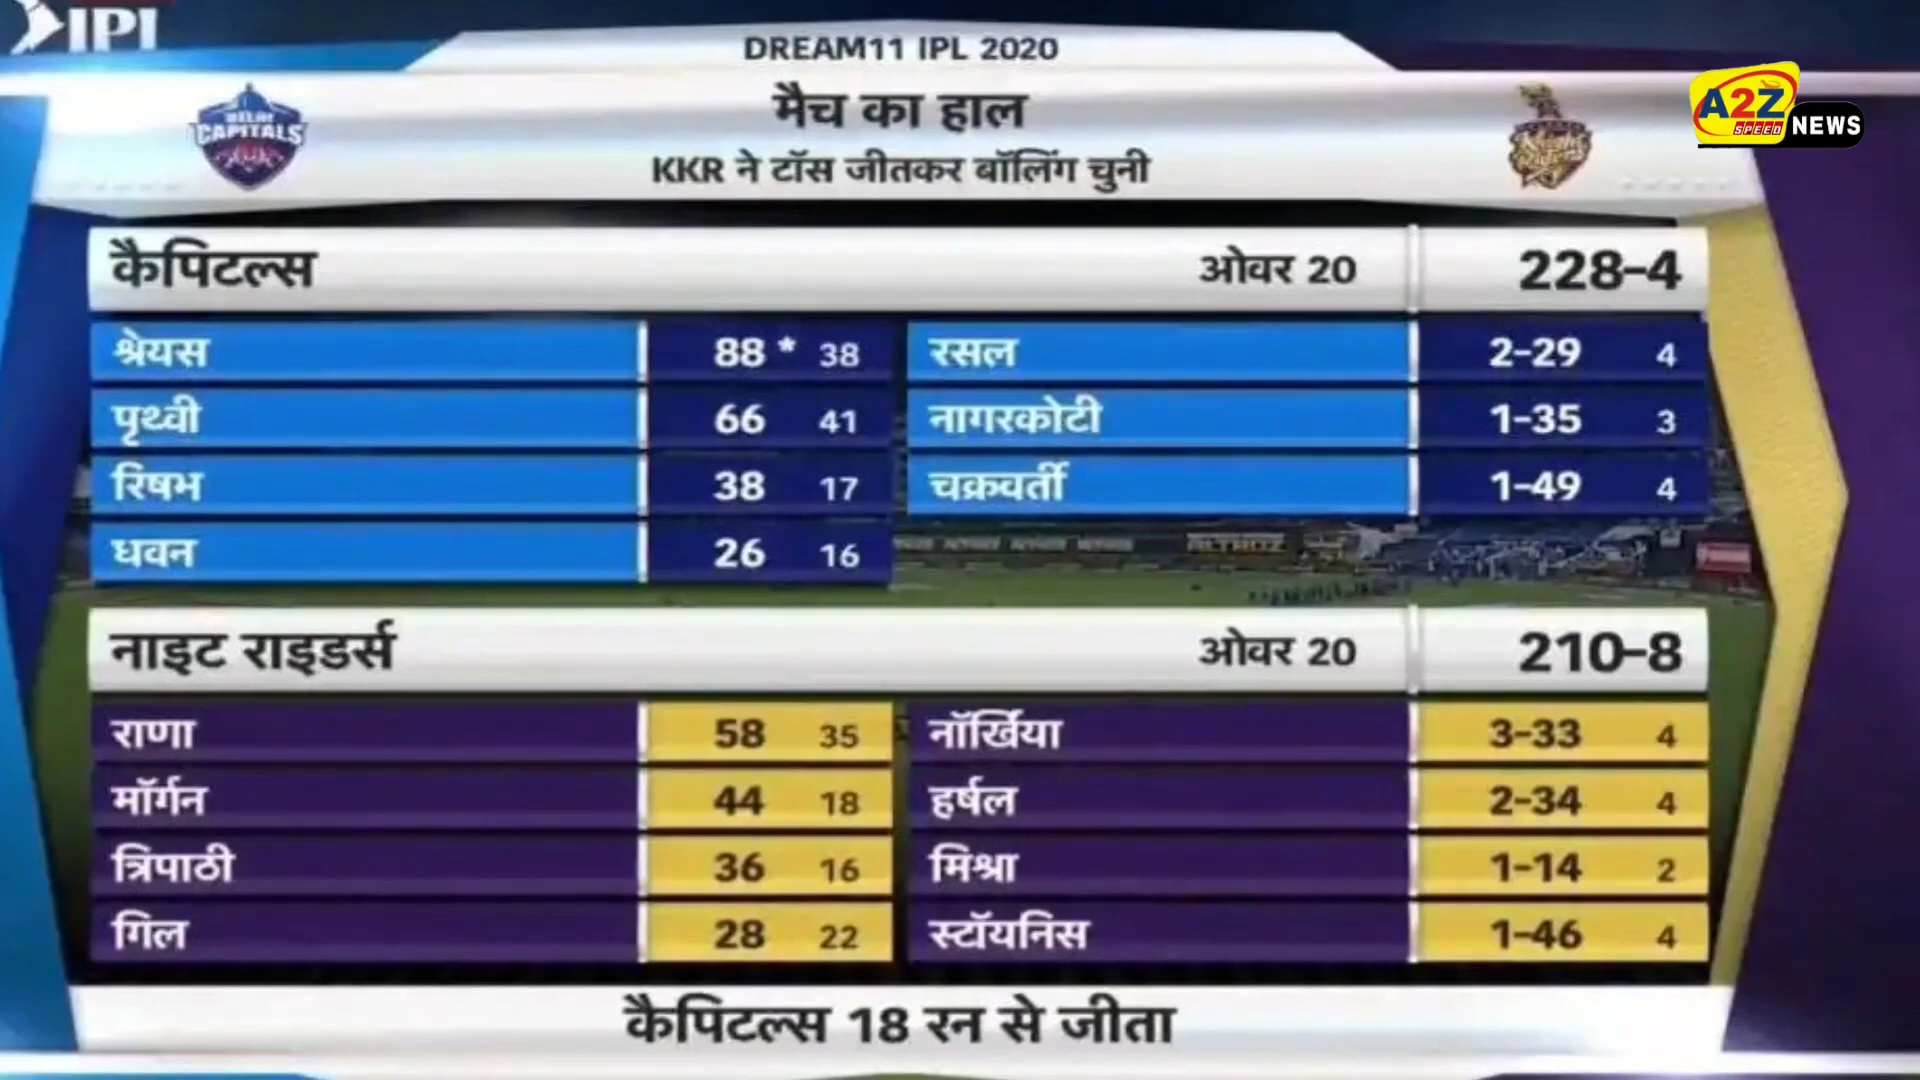 IPL
DREAM11 IPL 2020
मैच का हाल
KKR ने टॉस जीतकर बॉलिंग चुनी
DELHI
CAPITALS
A2Z
SPEED
NEWS
कैपिटल्स ओवर 20 228-4
श्रेयस 88 * 38 रसल 2-29 4
पृथ्वी 66 41 नागरकोटी 1-35 3
रिषभ 38 17 चक्रवर्ती 1-49 4
धवन 26 16
नाइट राइडर्स ओवर 20 210-8
राणा 58 35 नॉर्खिया 3-33 4
मॉर्गन 44 18 हर्षल 2-34 4
त्रिपाठी 36 16 मिश्रा 1-14 2
गिल 28 22 स्टॉयनिस 1-46 4
कैपिटल्स 18 रन से जीता